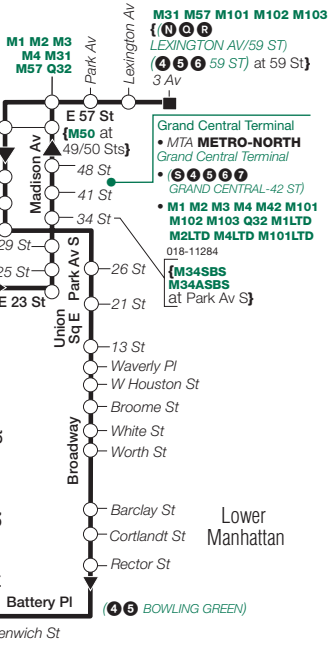 M31 M57 M101 M102 M103
{(N Q R
LEXINGTON AV/59 ST)
(4 5 6 59 ST) at 59 St}
3 Av
M1 M2 M3
M4 M31
M57 Q32
Park Av
Lexington Av
E 57 St
{M50 at
49/50 Sts}
Madison Av
48 St
41 St
34 St
Grand Central Terminal
• MTA METRO-NORTH
Grand Central Terminal
• (S 4 5 6 7
GRAND CENTRAL-42 ST)
• M1 M2 M3 M4 M42 M101
M102 M103 Q32 M1LTD
M2LTD M4LTD M101LTD
018-11284
{M34SBS
M34ASBS
at Park Av S}
29 St
25 St
E 23 St
Park Av S
26 St
21 St
Union
Sq E
13 St
Waverly Pl
W Houston St
Broome St
White St
Worth St
Broadway
Barclay St
Cortlandt St
Rector St
Lower
Manhattan
Battery Pl
(4 5 BOWLING GREEN)
enwich St